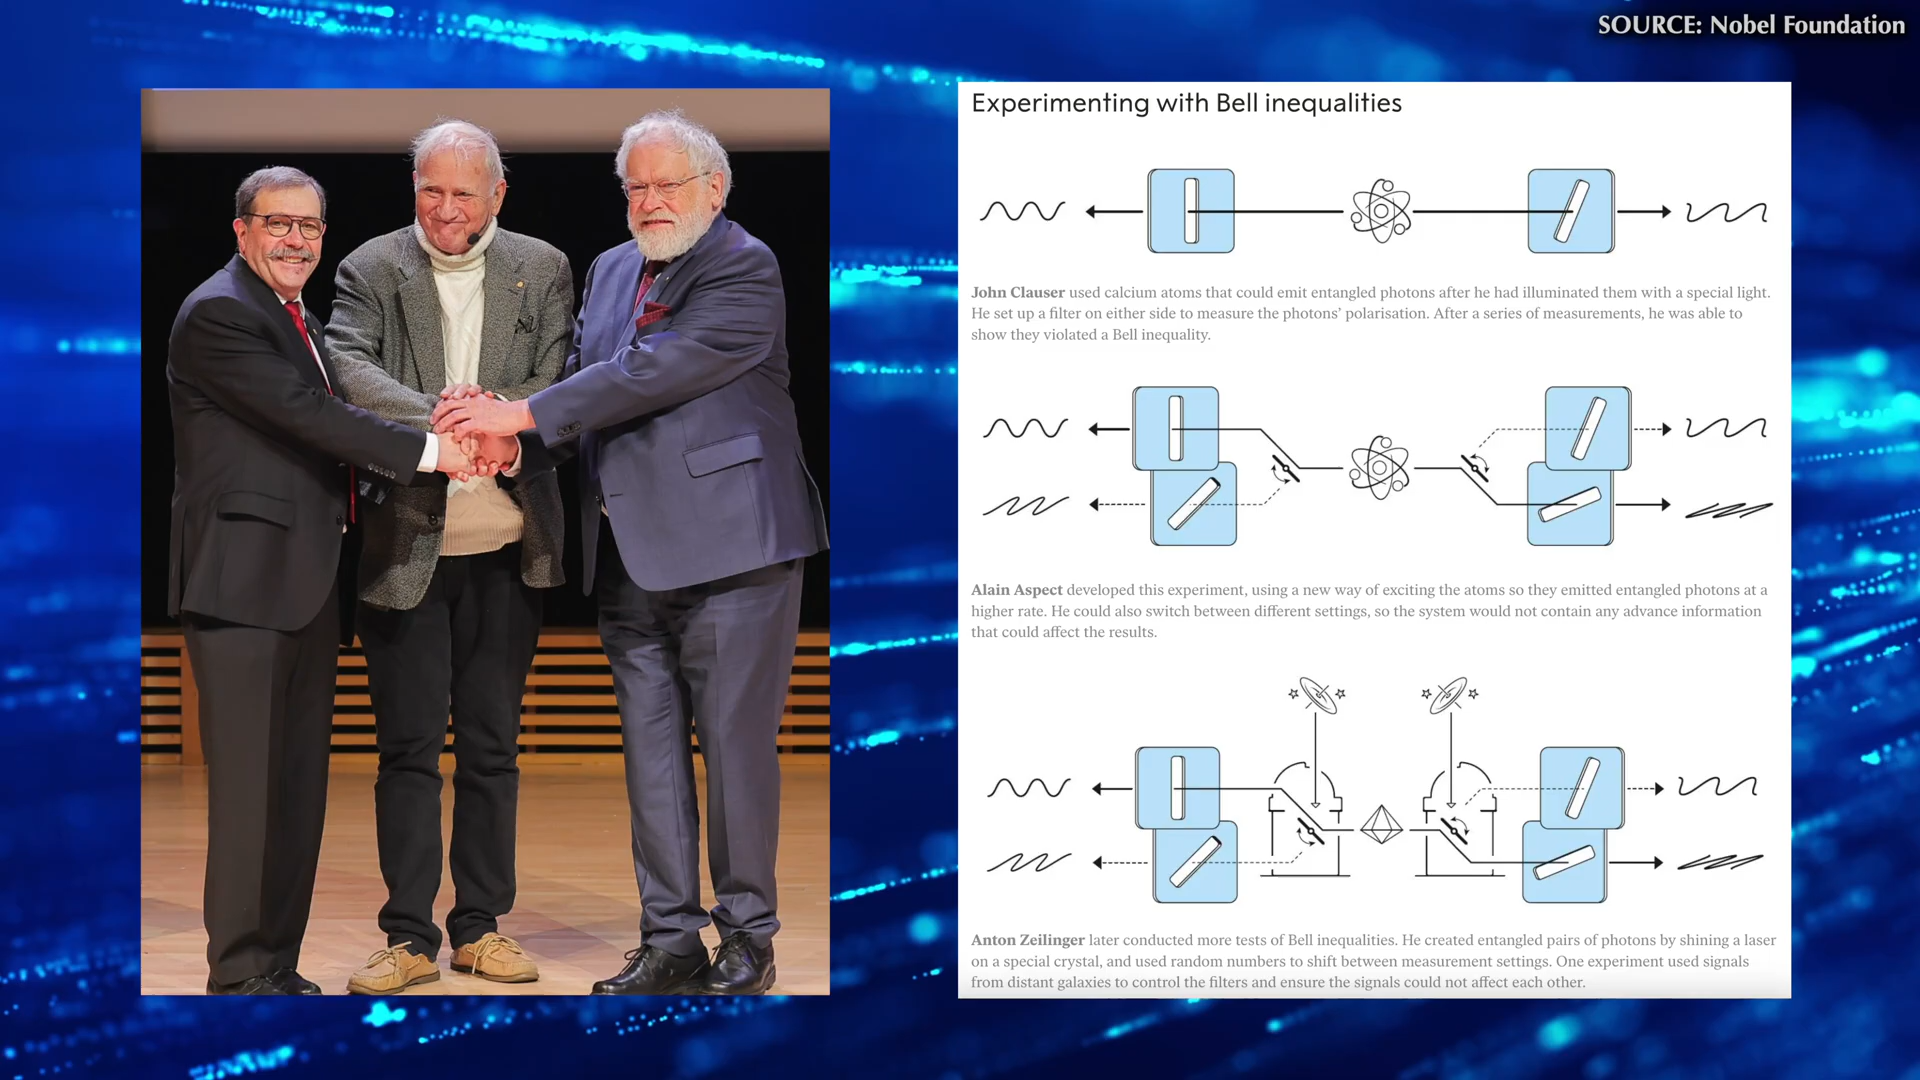 SOURCE: Nobel Foundation
Experimenting with Bell inequalities
John Clauser used calcium atoms that could emit entangled photons after he had illuminated them with a special light.
He set up a filter on either side to measure the photons’ polarisation. After a series of measurements, he was able to
show they violated a Bell inequality.
Alain Aspect developed this experiment, using a new way of exciting the atoms so they emitted entangled photons at a
higher rate. He could also switch between different settings, so the system would not contain any advance information
that could affect the results.
Anton Zeilinger later conducted more tests of Bell inequalities. He created entangled pairs of photons by shining a laser
on a special crystal, and used random numbers to shift between measurement settings. One experiment used signals
from distant galaxies to control the filters and ensure the signals could not affect each other.